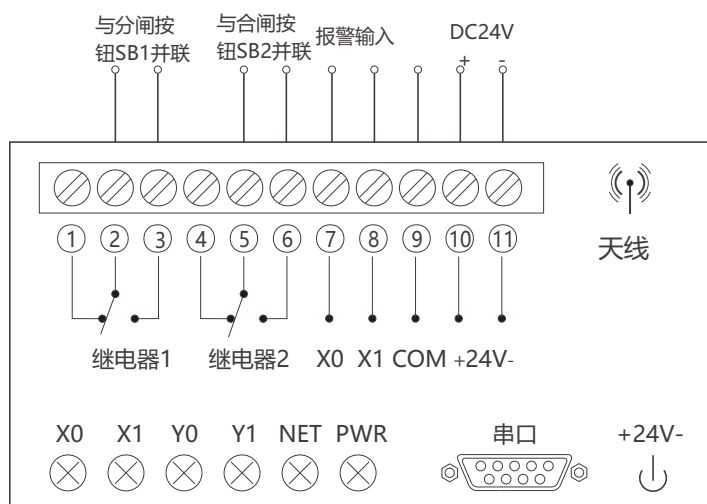 与分闸按 与合闸按 报警输入 DC24V
钮SB1并联 钮SB2并联 + -
① ② ③ ④ ⑤ ⑥ ⑦ ⑧ ⑨ ⑩ ⑪
天线
继电器1 继电器2 X0 X1 COM +24V-
X0 X1 Y0 Y1 NET PWR 串口 +24V-